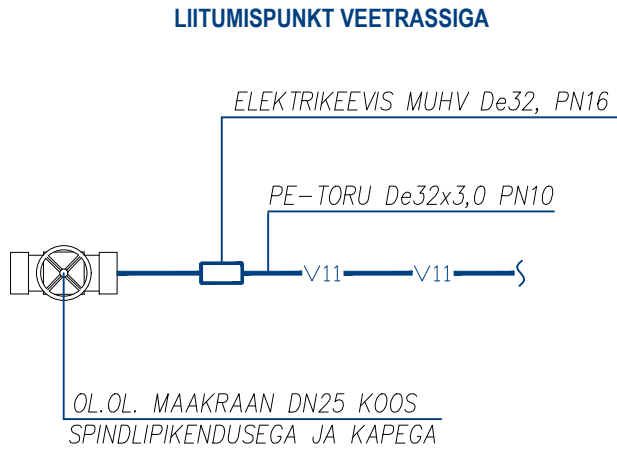 LIITUMISPUNKT VEETRASSIGA
ELEKTRIKEEVIS MUHV De32, PN16
PE-TORU De32x3,0 PN10
V11 V11
OL.OL. MAAKRAAN DN25 KOOS
SPINDLIPIKENDUSEGA JA KAPEGA